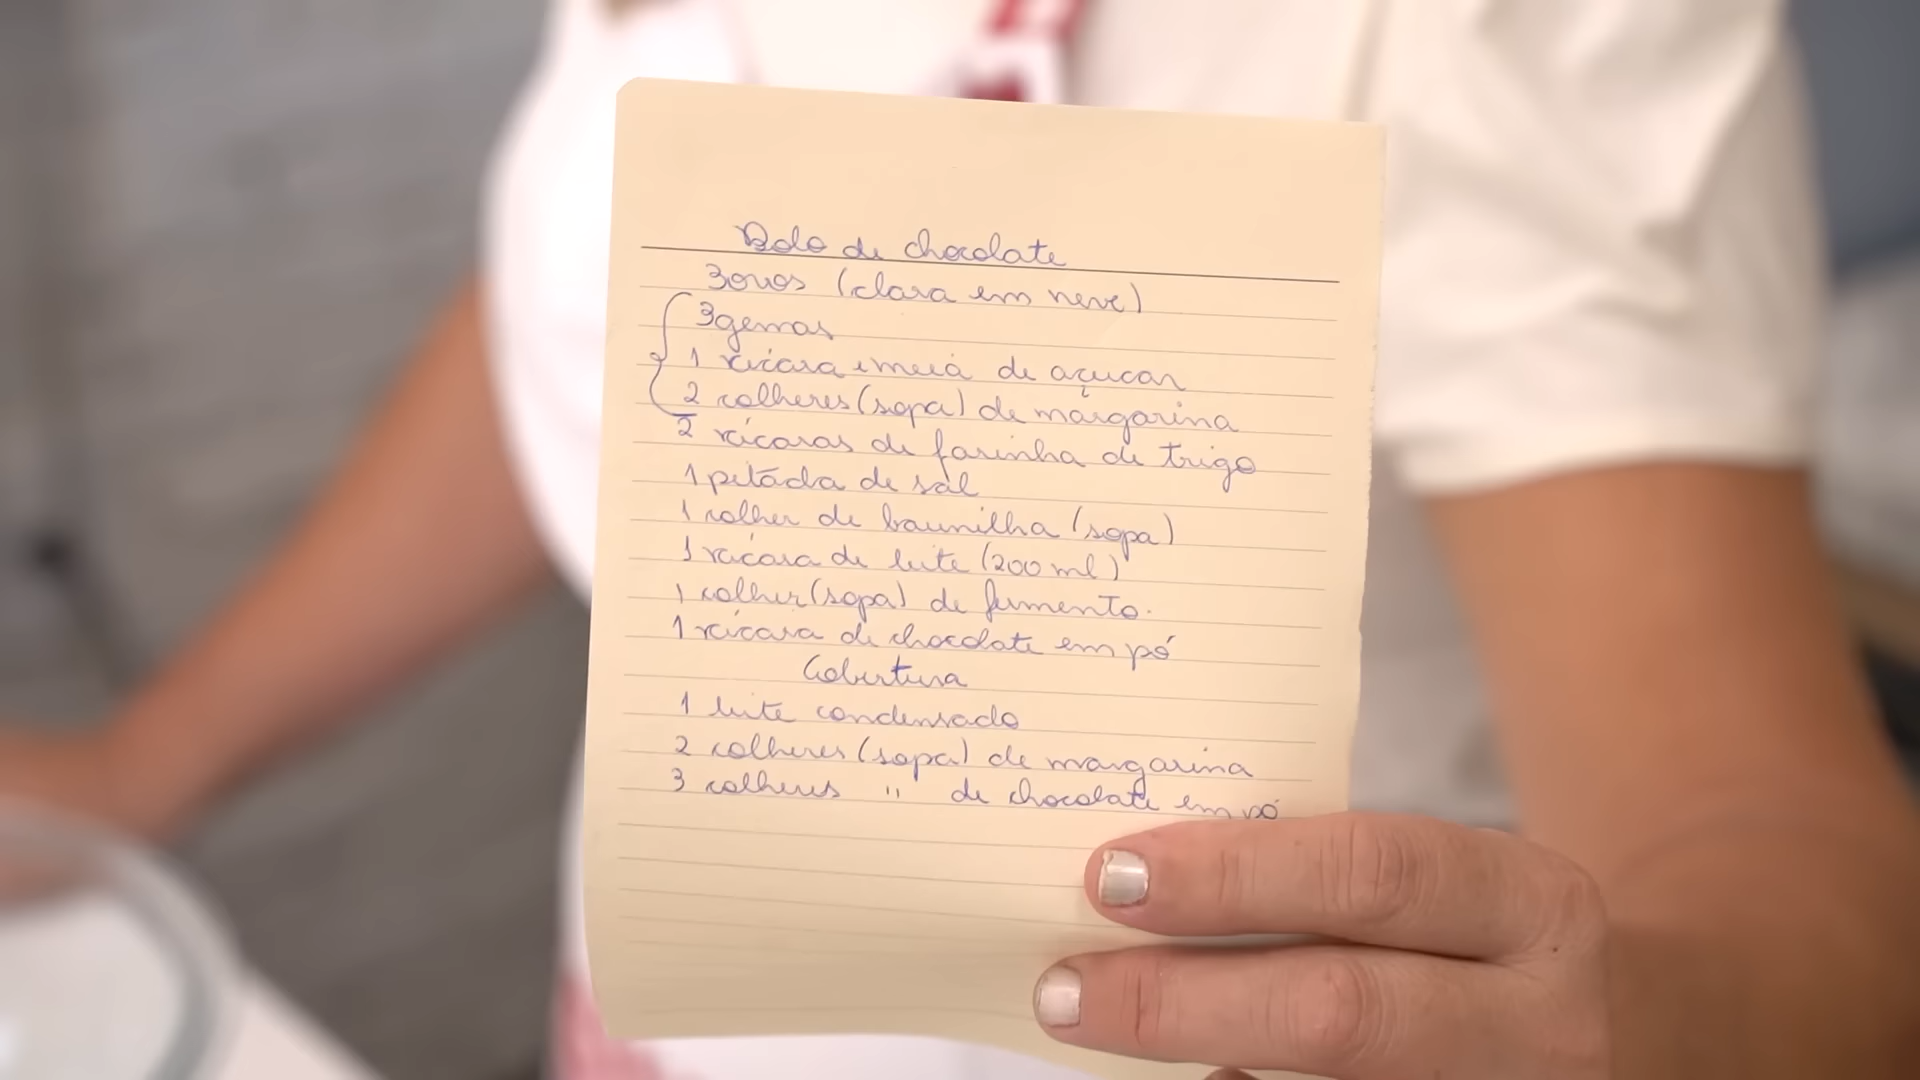 Bolo de chocolate
3 ovos (clara em neve)
3 gemas
1 xícara e meia de açucar
2 colheres (sopa) de margarina
2 xícaras de farinha de trigo
1 pitada de sal
1 colher de baunilha (sopa)
1 xícara de leite (200 ml)
1 colher (sopa) de fermento.
1 xícara de chocolate em pó
Cobertura
1 leite condensado
2 colheres (sopa) de margarina
3 colheres " de chocolate em pó